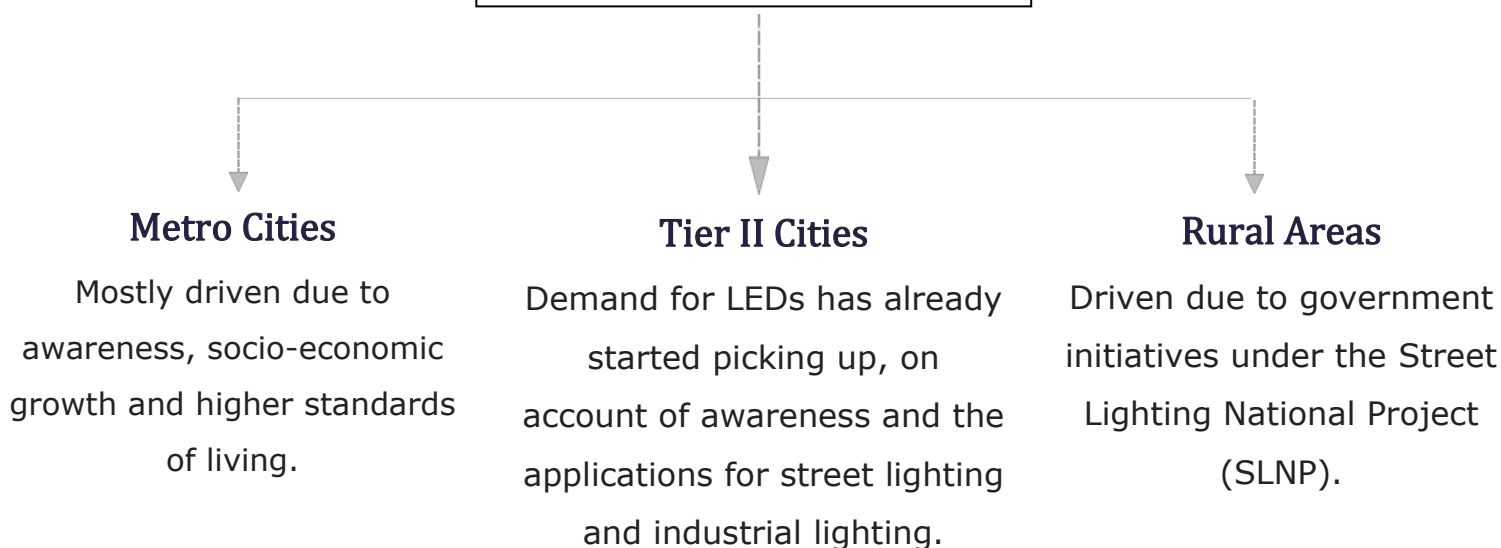 Metro Cities
Mostly driven due to
awareness, socio-economic
growth and higher standards
of living.
Tier II Cities
Demand for LEDs has already
started picking up, on
account of awareness and the
applications for street lighting
and industrial lighting.
Rural Areas
Driven due to government
initiatives under the Street
Lighting National Project
(SLNP).